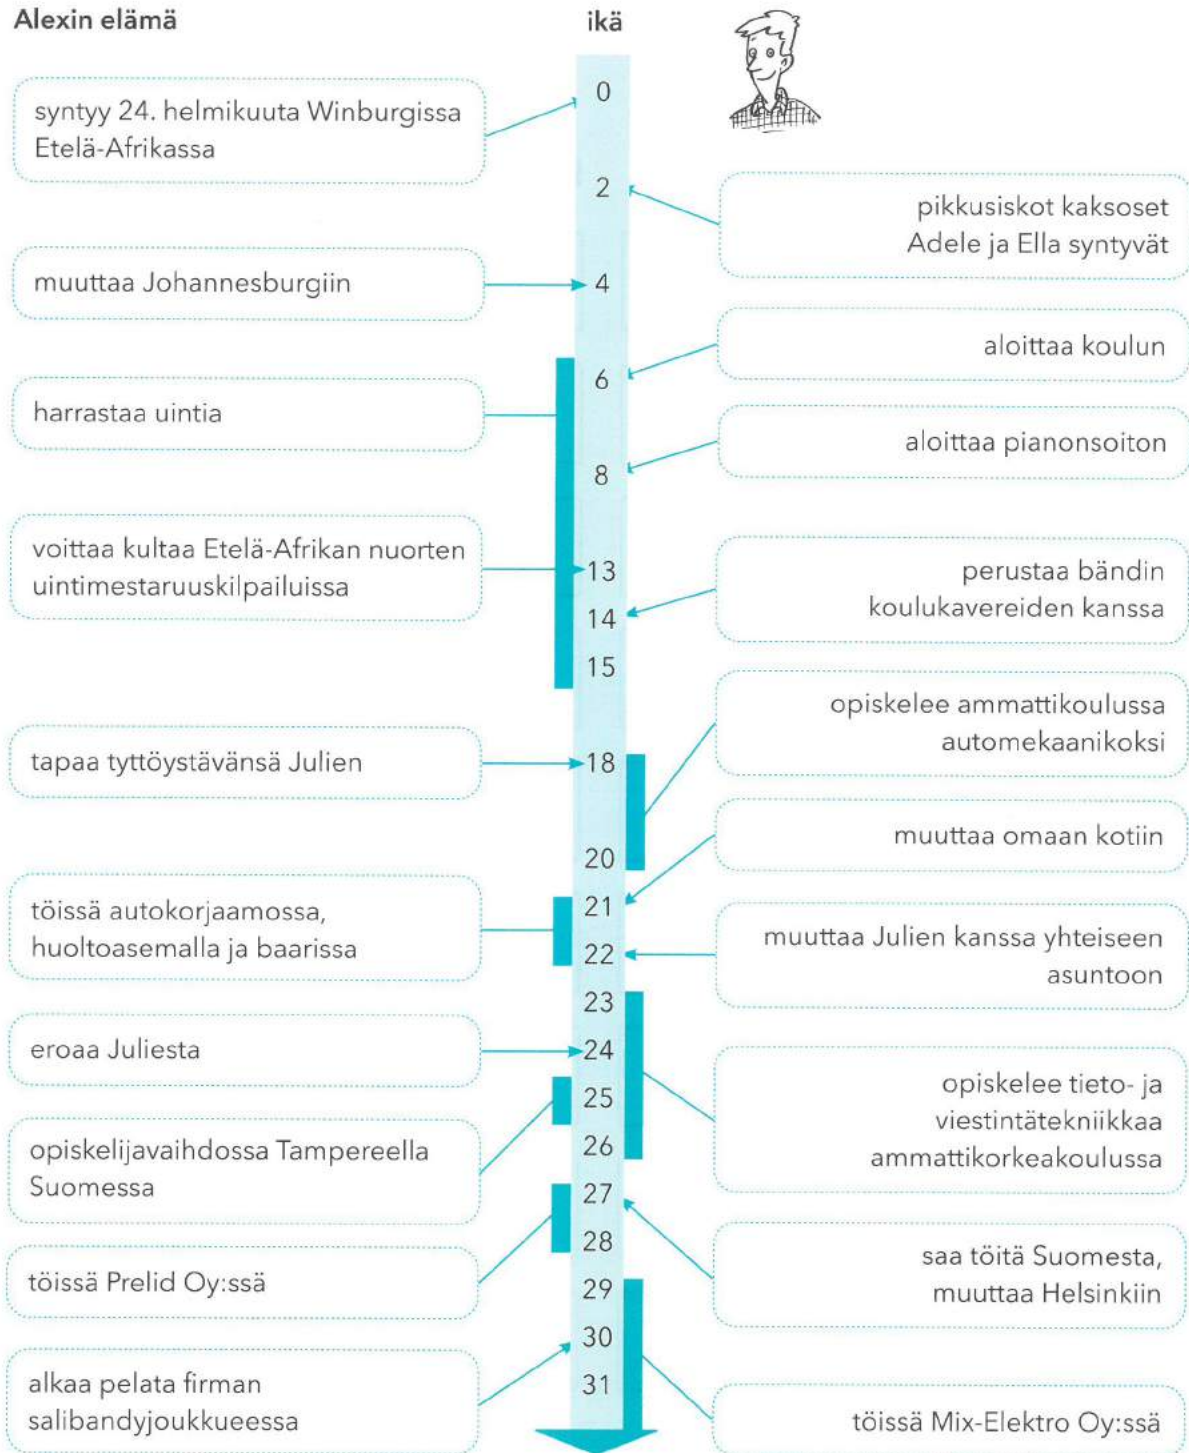 Alexin elämä
ikä
0
syntyy 24. helmikuuta Winburgissa
Etelä-Afrikassa
2
pikkusiskot kaksoset
Adele ja Ella syntyvät
muuttaa Johannesburgiin
4
aloittaa koulun
6
harrastaa uintia
aloittaa pianonsoiton
8
voittaa kultaa Etelä-Afrikan nuorten
uintimestaruuskilpailuissa
13
perustaa bändin
koulukavereiden kanssa
14
15
opiskelee ammattikoulussa
automekaanikoksi
tapaa tyttöystävänsä Julien
18
muuttaa omaan kotiin
20
21
töissä autokorjaamossa,
huoltoasemalla ja baarissa
22
muuttaa Julien kanssa yhteiseen
asuntoon
23
eroaa Juliesta
24
25
opiskelee tieto- ja
viestintätekniikkaa
ammattikorkeakoulussa
26
opiskelijavaihdossa Tampereella
Suomessa
27
28
saa töitä Suomesta,
muuttaa Helsinkiin
töissä Prelid Oy:ssä
29
30
alkaa pelata firman
salibandyjoukkueessa
31
töissä Mix-Elektro Oy:ssä